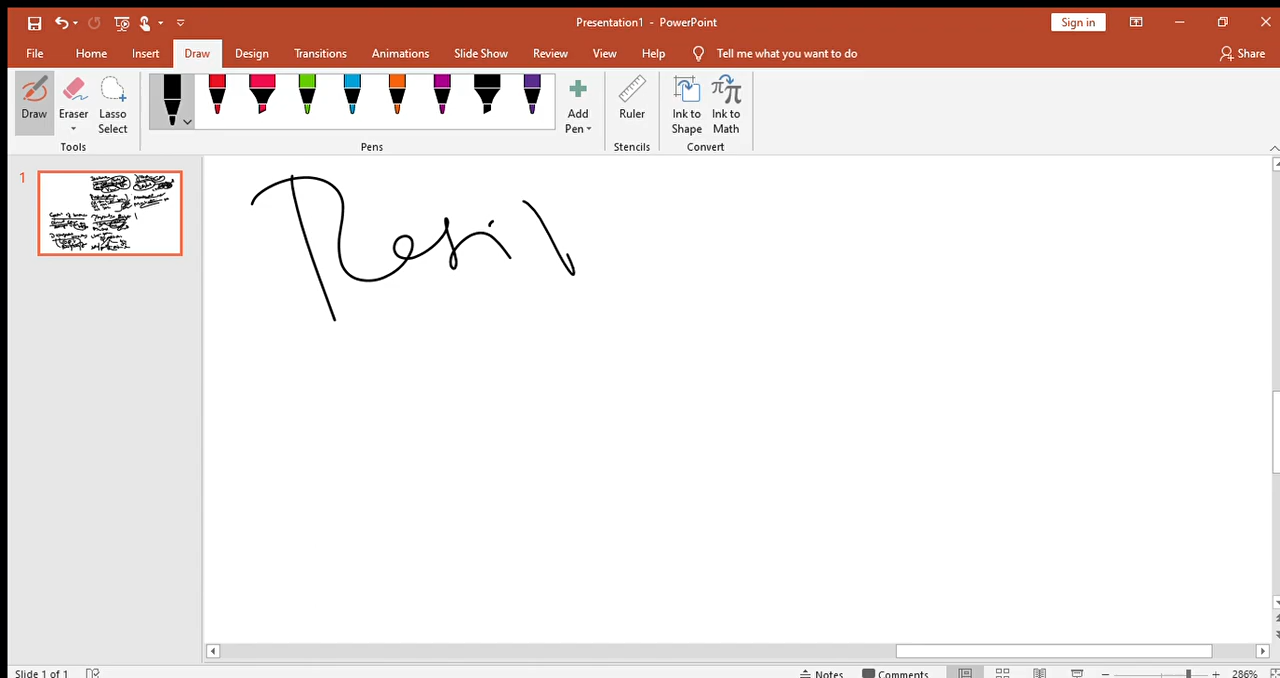 Presentation1 - PowerPoint
Sign in
File Home Insert Draw Design Transitions Animations Slide Show Review View Help Tell me what you want to do Share
Draw
Eraser
Lasso Select
Add Pen
Ruler
Ink to Shape
Ink to Math
Tools
Pens
Stencils
Convert
1
Resi
Slide 1 of 1
Notes
Comments
286%